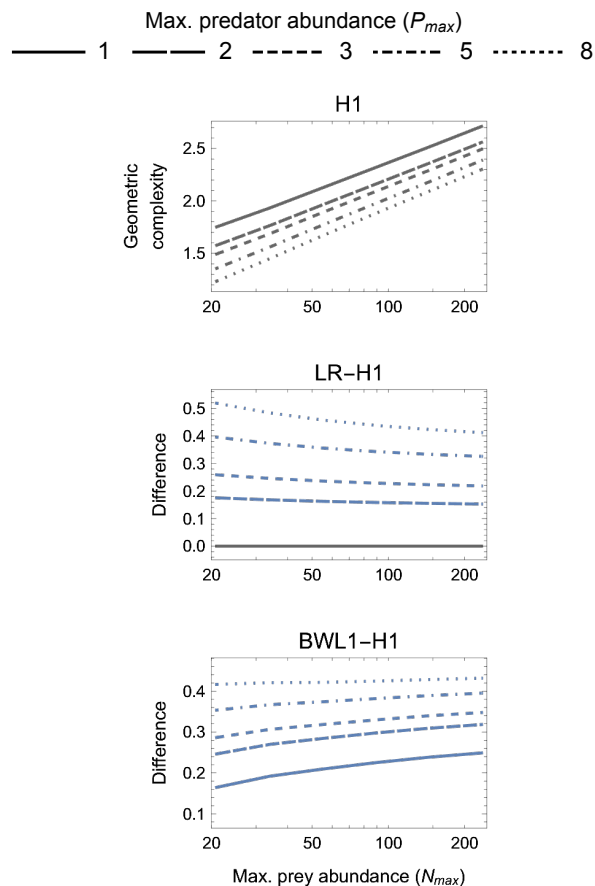 Max. predator abundance (Pmax)
1 2 3 5 8
H1
Geometric
complexity
2.5
2.0
1.5
20 50 100 200
LR−H1
Difference
0.5
0.4
0.3
0.2
0.1
0.0
20 50 100 200
BWL1−H1
Difference
0.4
0.3
0.2
0.1
20 50 100 200
Max. prey abundance (Nmax)